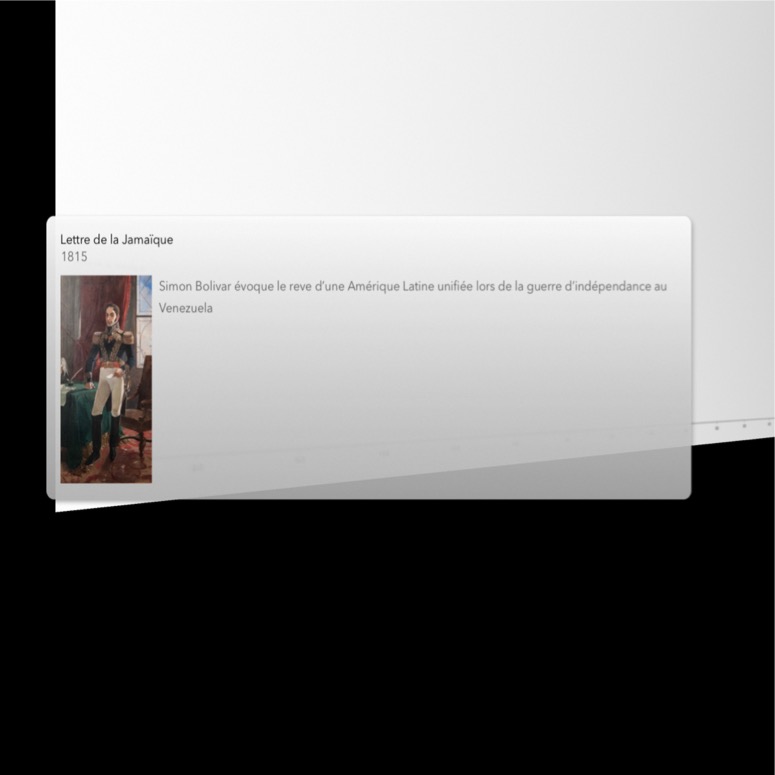 Lettre de la Jamaïque
1815
Simon Bolivar évoque le reve d'une Amérique Latine unifiée lors de la guerre d'indépendance au
Venezuela